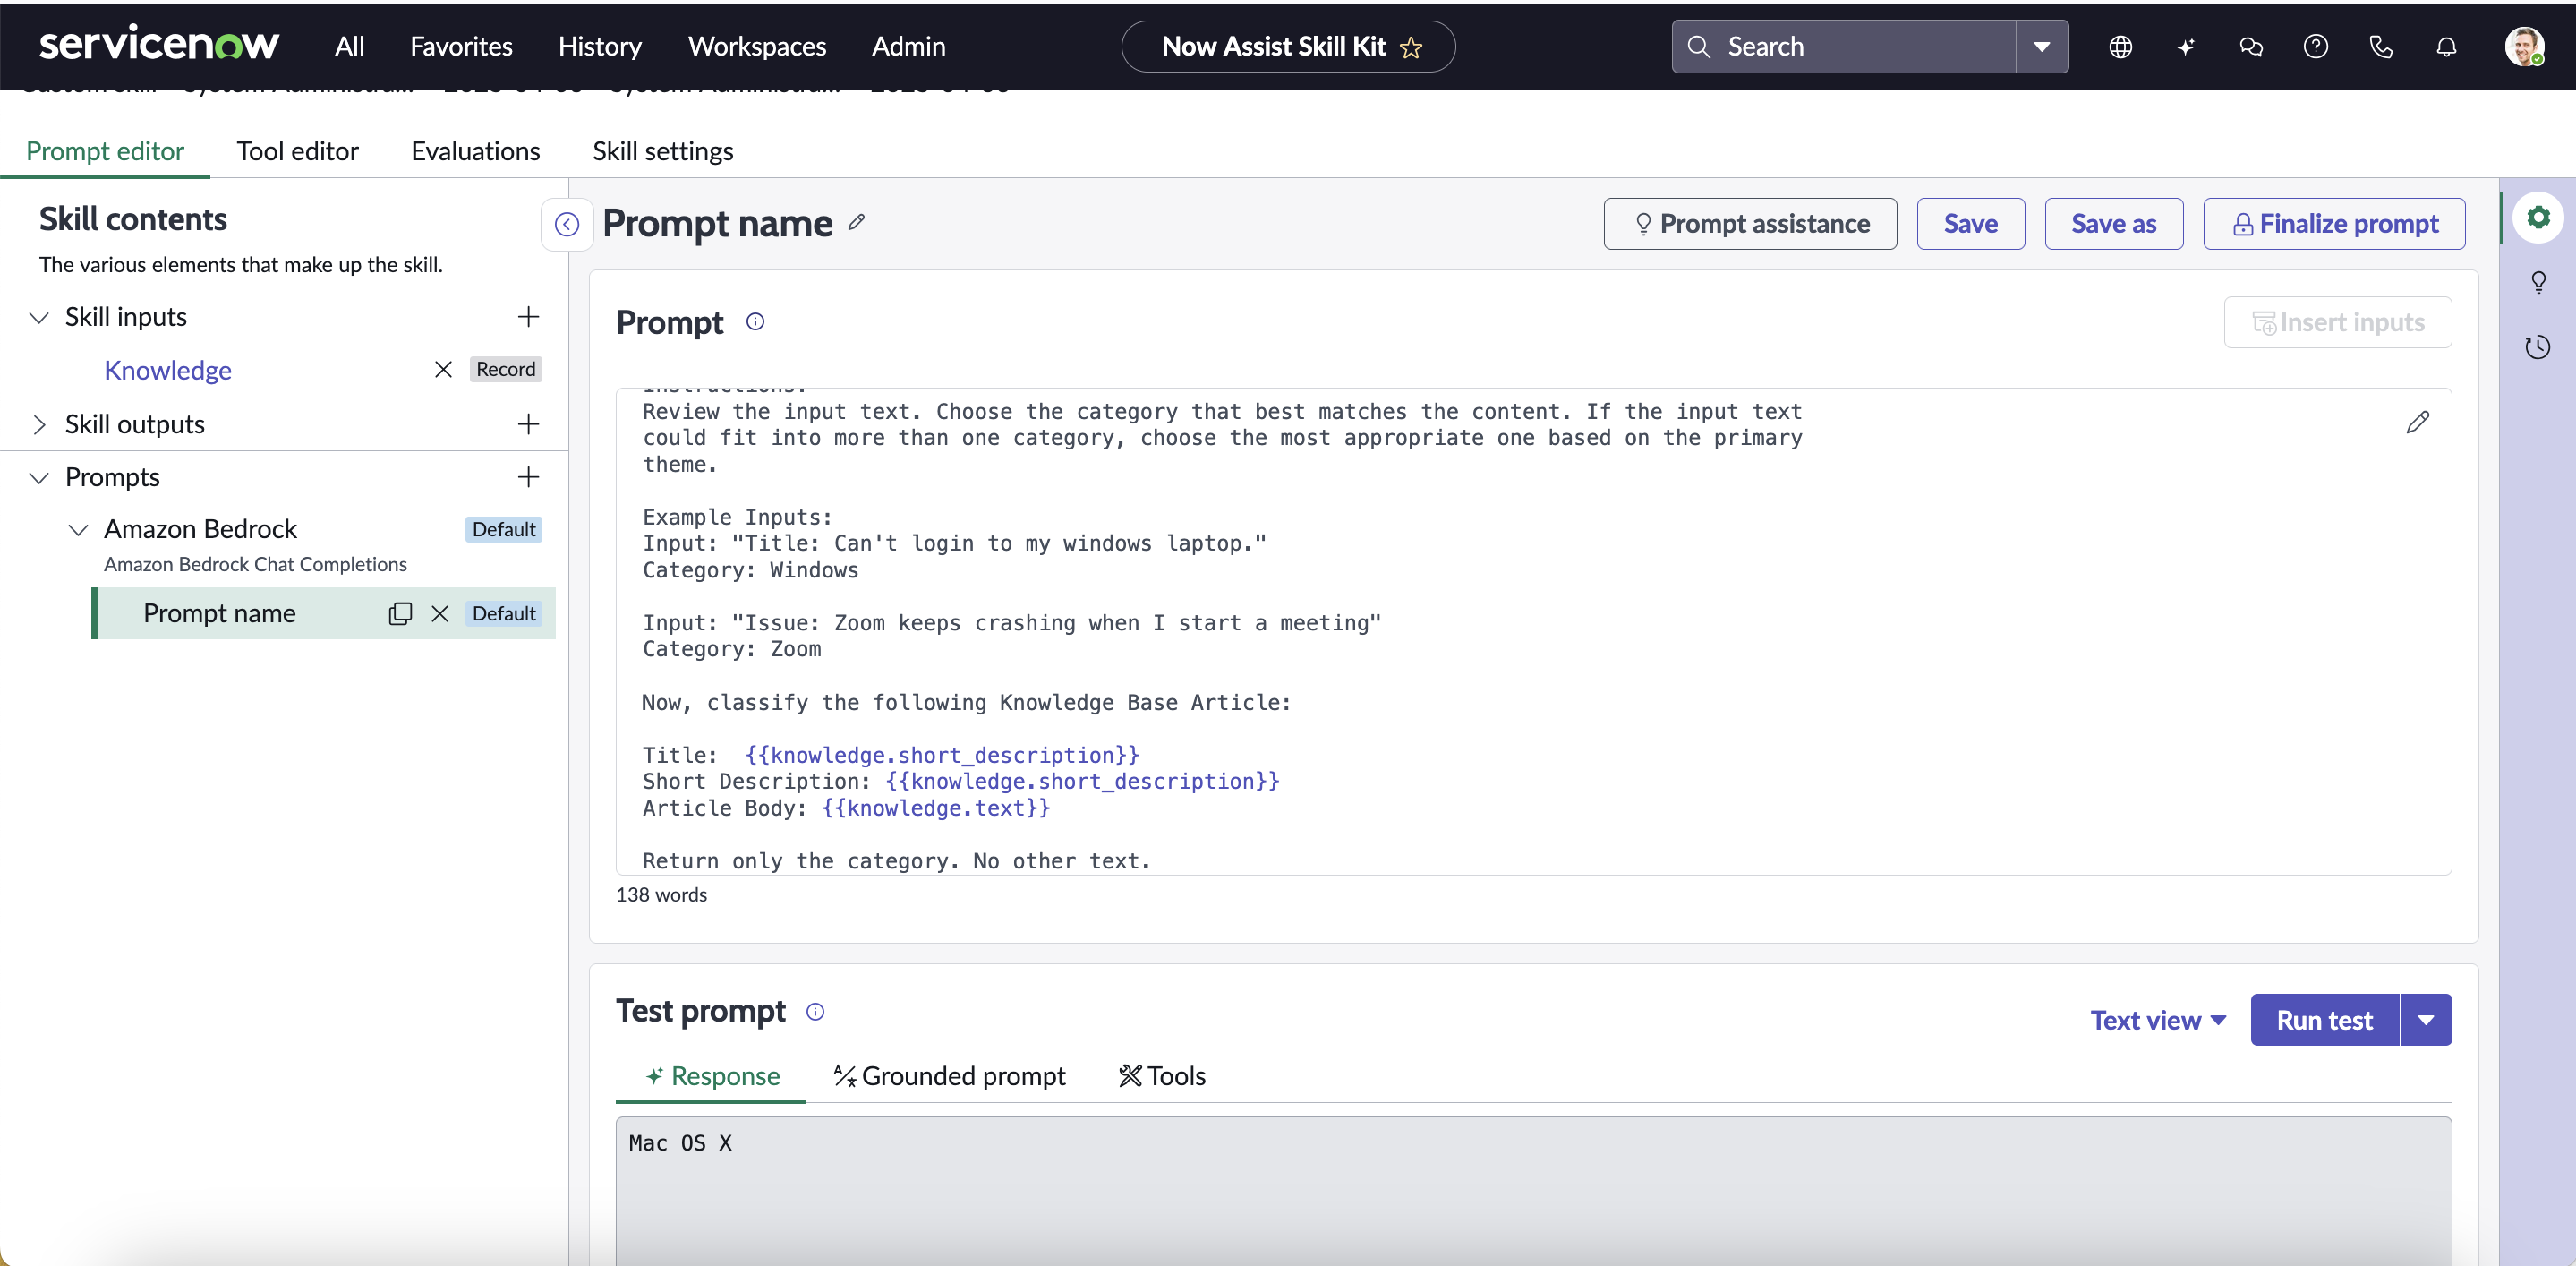 servicenow All Favorites History Workspaces Admin Now Assist Skill Kit Search
Prompt editor Tool editor Evaluations Skill settings
Skill contents
The various elements that make up the skill.
Skill inputs
Knowledge Record
Skill outputs
Prompts
Amazon Bedrock Default
Amazon Bedrock Chat Completions
Prompt name Default
Prompt name Prompt assistance Save Save as Finalize prompt
Prompt Insert inputs
Instructions:
Review the input text. Choose the category that best matches the content. If the input text
could fit into more than one category, choose the most appropriate one based on the primary
theme.
Example Inputs:
Input: "Title: Can't login to my windows laptop."
Category: Windows
Input: "Issue: Zoom keeps crashing when I start a meeting"
Category: Zoom
Now, classify the following Knowledge Base Article:
Title:  {{knowledge.short_description}}
Short Description: {{knowledge.short_description}}
Article Body: {{knowledge.text}}
Return only the category. No other text.
138 words
Test prompt Text view Run test
Response Grounded prompt Tools
Mac OS X